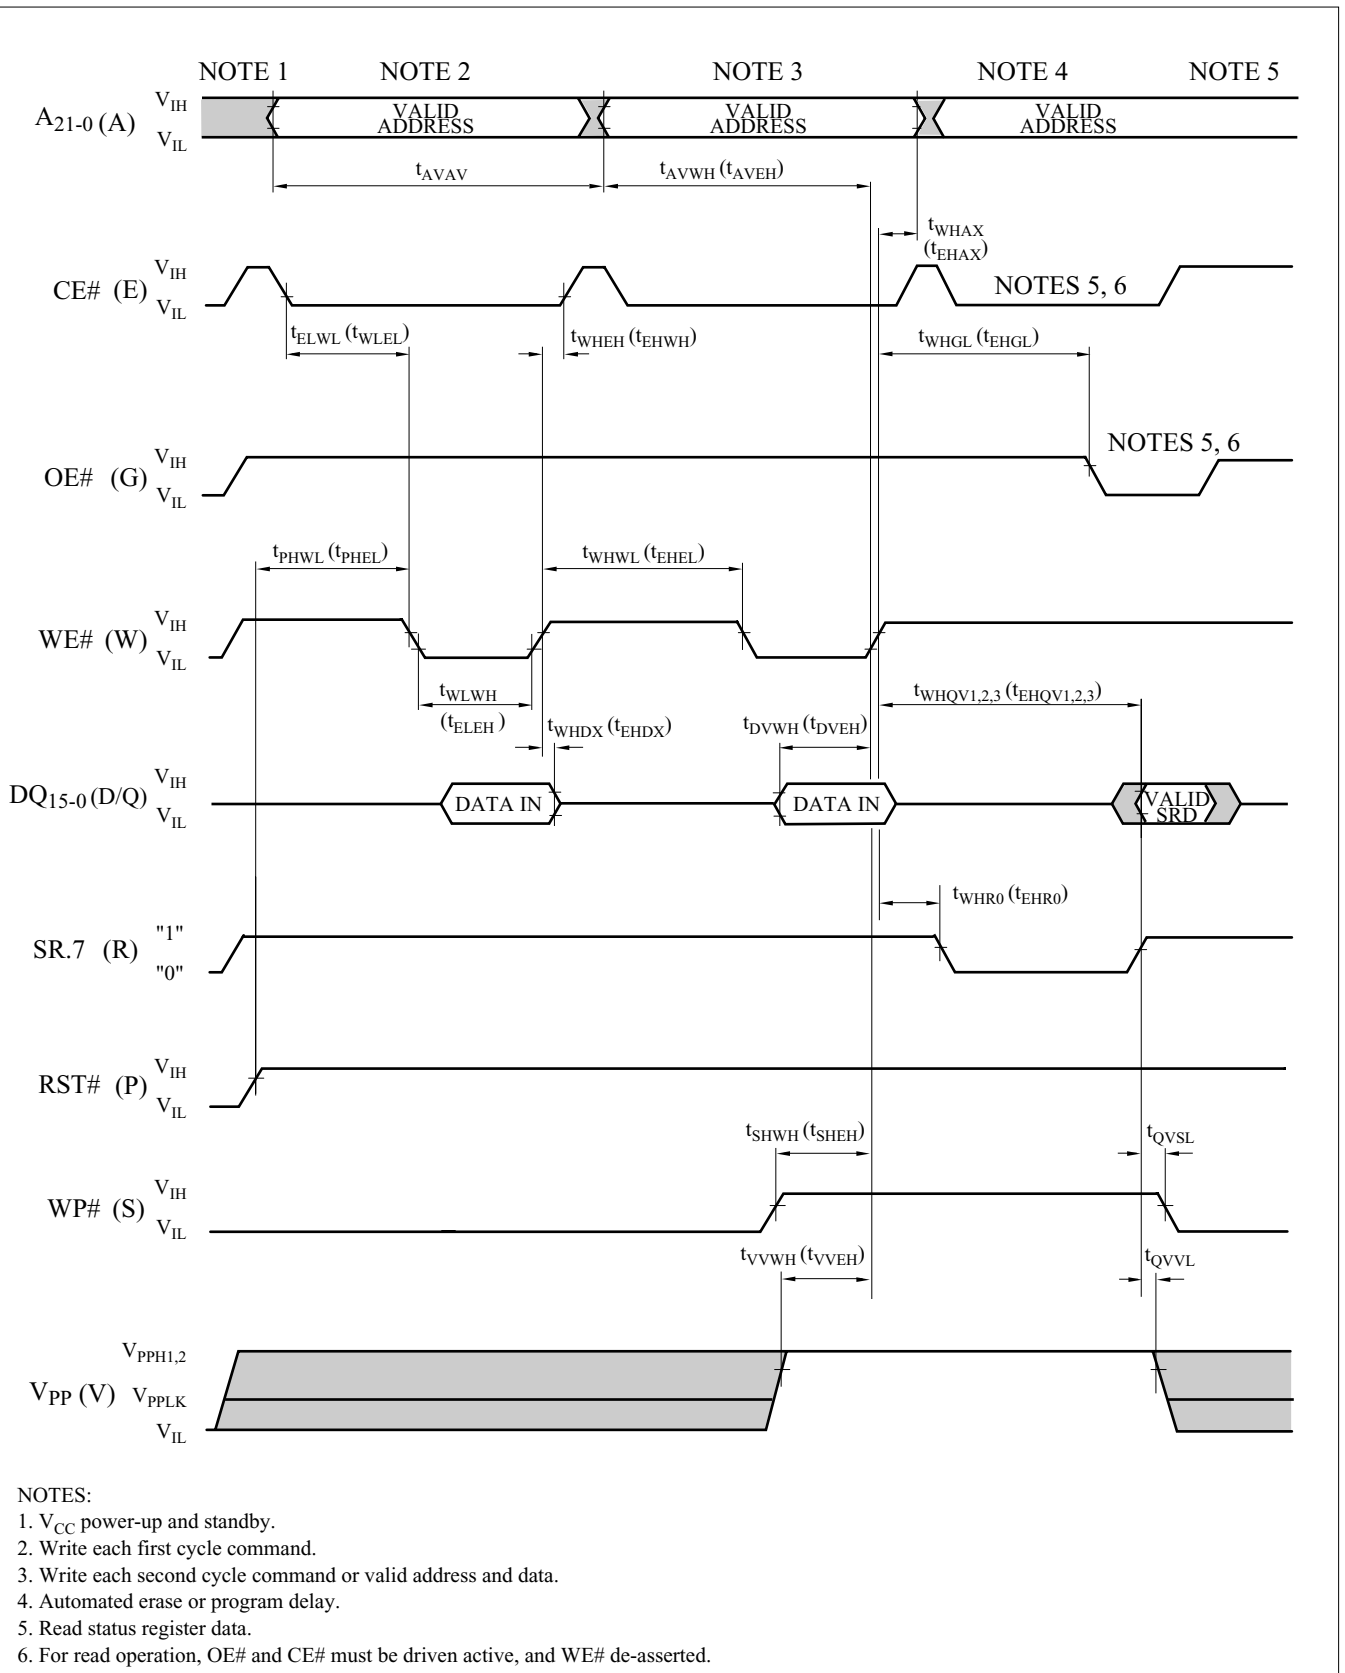 NOTE 1 NOTE 2 NOTE 3 NOTE 4 NOTE 5
A21-0 (A) VIH VIL VALID ADDRESS VALID ADDRESS VALID ADDRESS
tAVAV tAVWH (tAVEH)
tWHAX
(tEHAX)
CE# (E) VIH VIL NOTES 5, 6
tELWL (tWLEL) tWHEH (tEHWH) tWHGL (tEHGL)
OE# (G) VIH VIL NOTES 5, 6
tPHWL (tPHEL) tWHWL (tEHEL)
WE# (W) VIH VIL
tWLWH
(tELEH) tWHDX (tEHDX) tDVWH (tDVEH) tWHQV1,2,3 (tEHQV1,2,3)
DQ15-0 (D/Q) VIH VIL DATA IN DATA IN VALID SRD
tWHR0 (tEHR0)
SR.7 (R) "1" "0"
RST# (P) VIH VIL
tSHWH (tSHEH) tQVSL
WP# (S) VIH VIL
tVVWH (tVVEH) tQVVL
VPP (V) VPPH1,2 VPPLK VIL
NOTES:
1. VCC power-up and standby.
2. Write each first cycle command.
3. Write each second cycle command or valid address and data.
4. Automated erase or program delay.
5. Read status register data.
6. For read operation, OE# and CE# must be driven active, and WE# de-asserted.